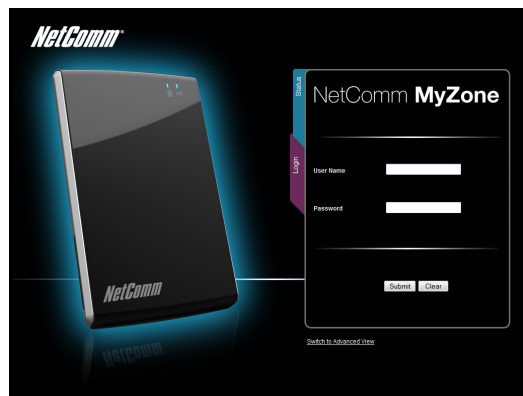 NetComm®
Status
NetComm MyZone
Login
User Name
Password
Submit Clear
NetComm
Switch to Advanced View